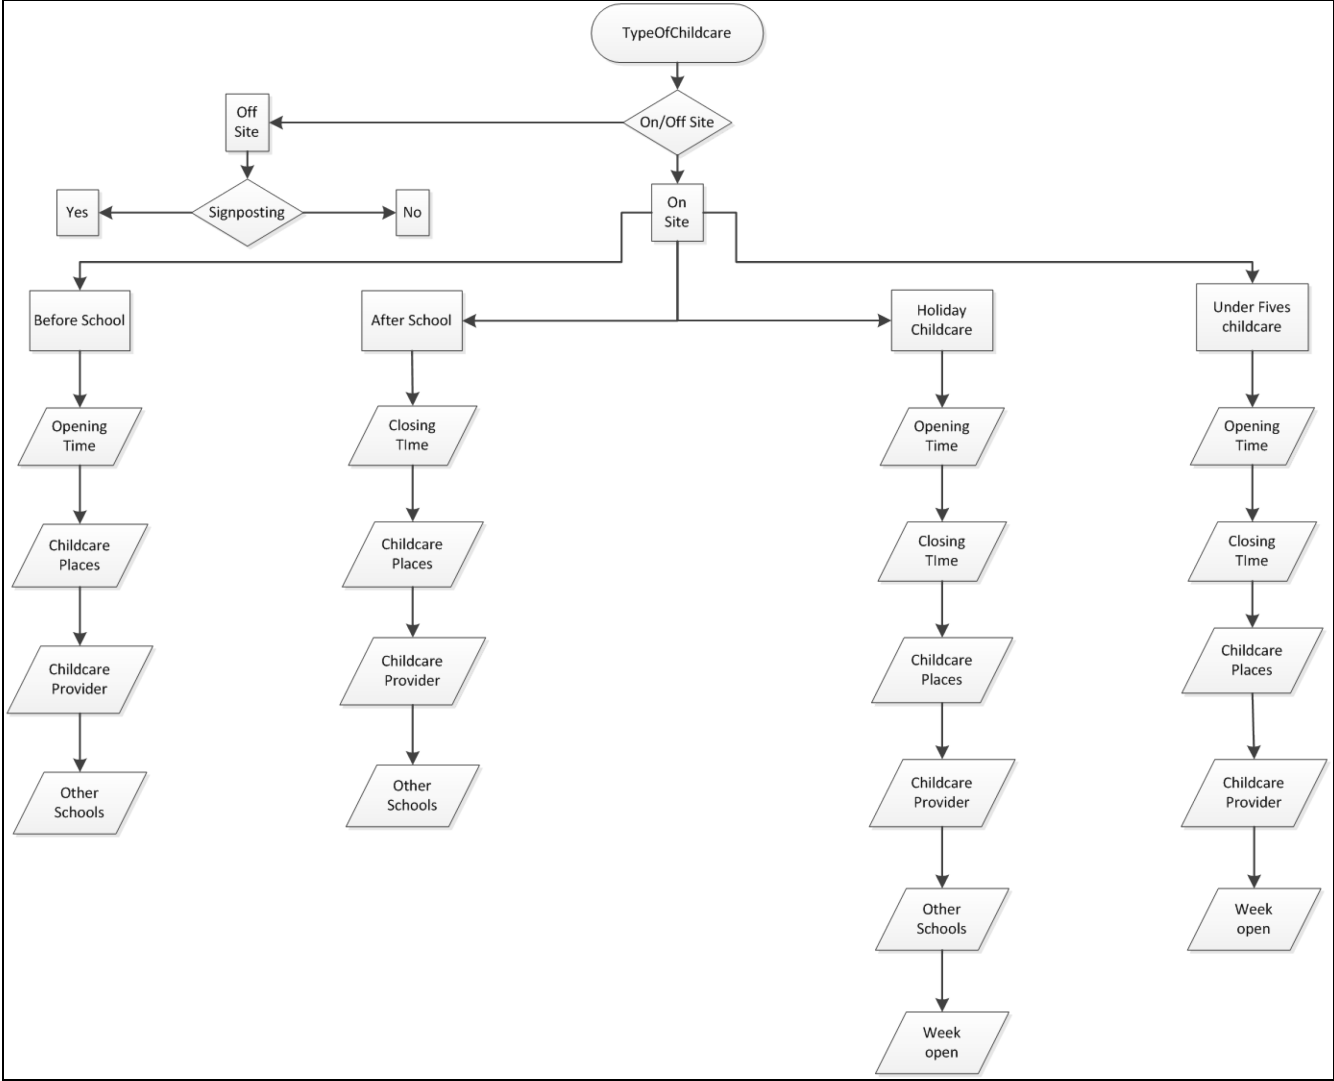 TypeOfChildcare
On/Off Site
Off
Site
Yes
Signposting
No
On
Site
Before School
After School
Holiday
Childcare
Under Fives
childcare
Opening
Time
Closing
TIme
Opening
Time
Opening
Time
Childcare
Places
Childcare
Places
Closing
TIme
Closing
TIme
Childcare
Provider
Childcare
Provider
Childcare
Places
Childcare
Places
Other
Schools
Other
Schools
Childcare
Provider
Childcare
Provider
Other
Schools
Week
open
Week
open